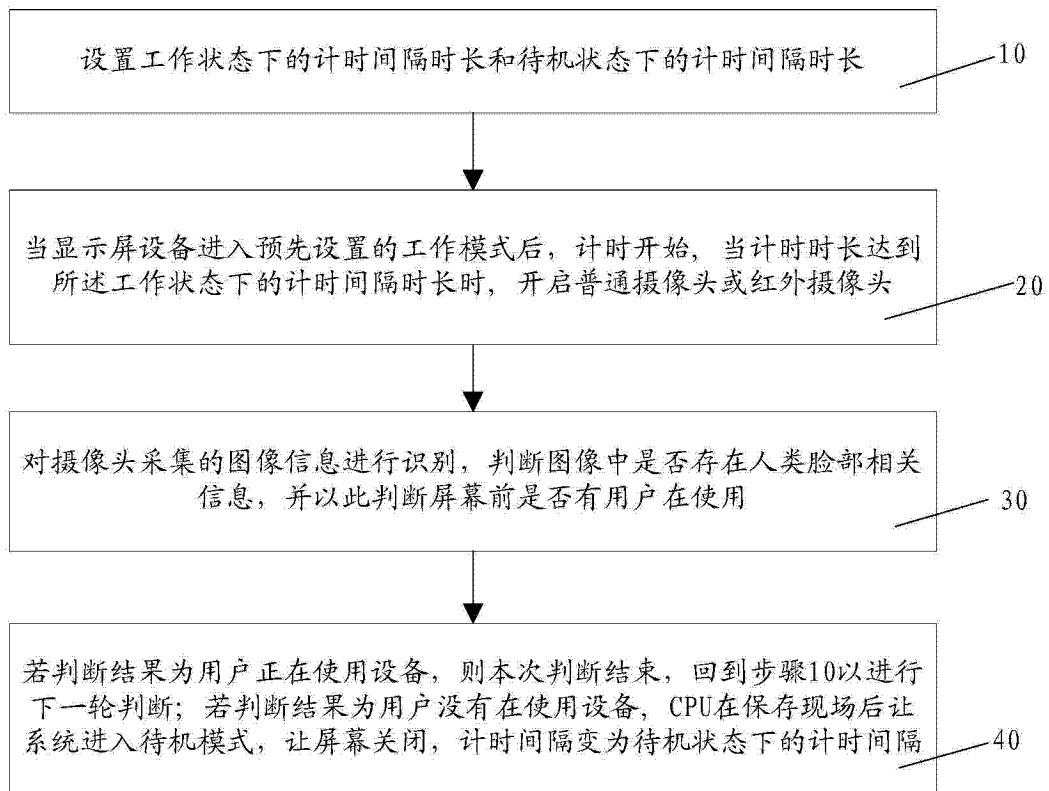 设置工作状态下的计时间隔时长和待机状态下的计时间隔时长
10
当显示屏设备进入预先设置的工作模式后，计时开始，当计时时长达到
所述工作状态下的计时间隔时长时，开启普通摄像头或红外摄像头
20
对摄像头采集的图像信息进行识别，判断图像中是否存在人类脸部相关
信息，并以此判断屏幕前是否有用户在使用
30
若判断结果为用户正在使用设备，则本次判断结束，回到步骤10以进行
下一轮判断；若判断结果为用户没有在使用设备，CPU在保存现场后让
系统进入待机模式，让屏幕关闭，计时间隔变为待机状态下的计时间隔
40